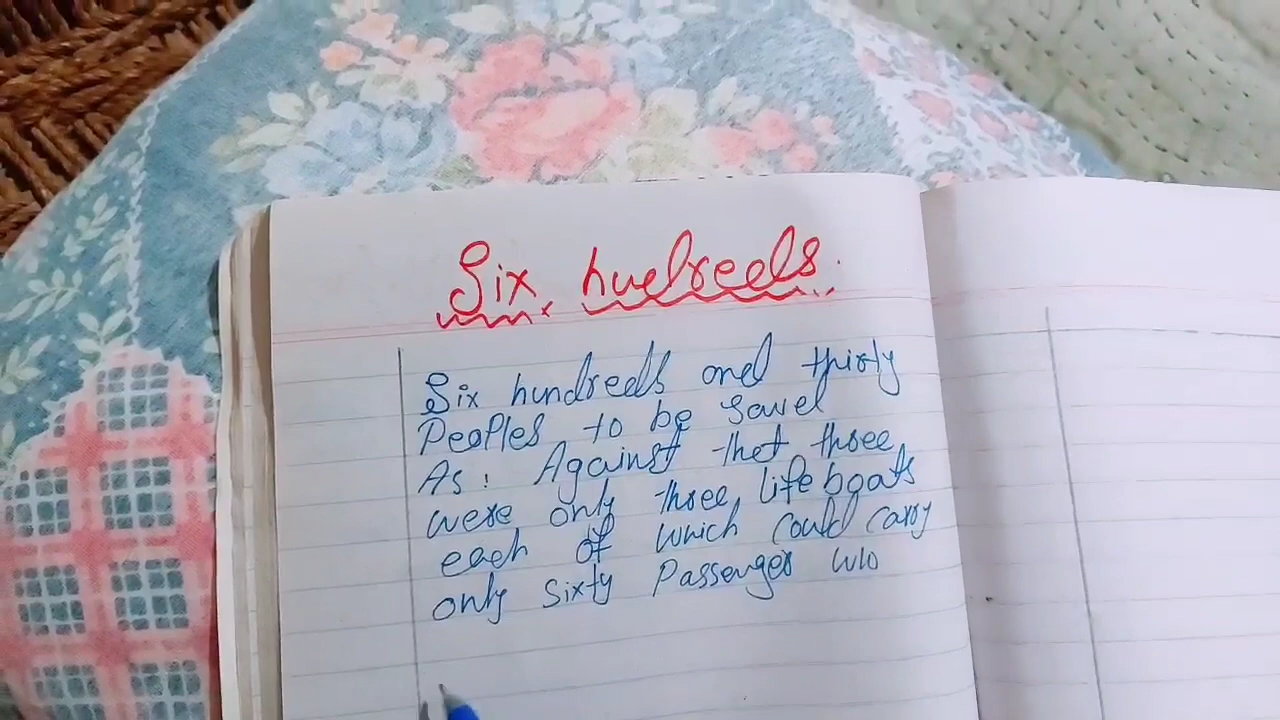 Six hudreds.
Six hundreds and thirty
Peoples to be saved
As: Against that three
were only three, life boats
each of which could carry
only sixty Passenger who